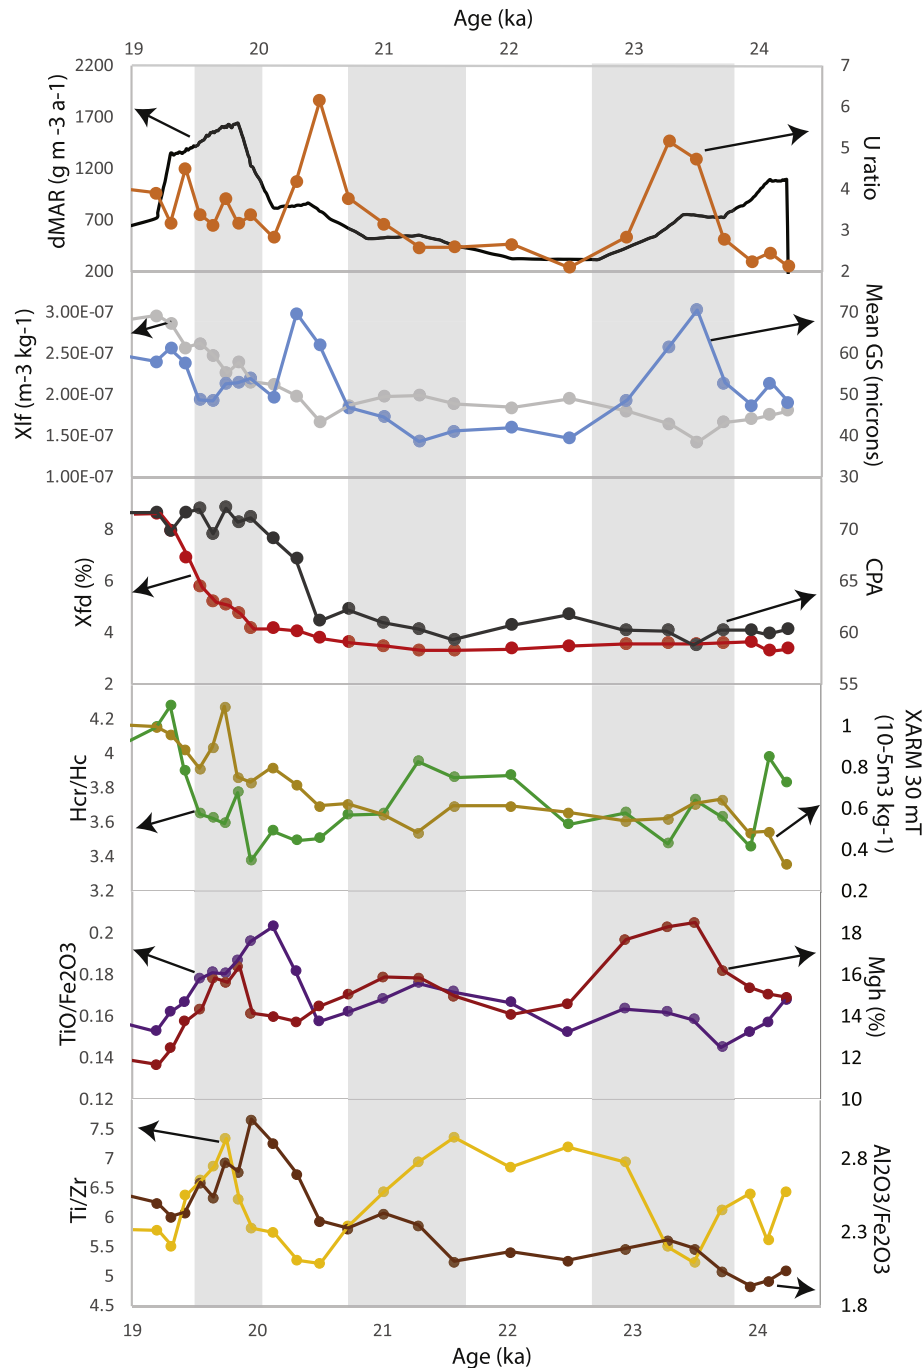 Age (ka)
19 20 21 22 23 24
2200 1700 1200 700 200
dMAR (g m -3 a-1)
7 6 5 4 3 2
U ratio
3.00E-07 2.50E-07 2.00E-07 1.50E-07 1.00E-07
Xlf (m-3 kg-1)
70 60 50 40 30
Mean GS (microns)
8 6 4 2
Xfd (%)
75 70 65 60 55
CPA
4.2 4 3.8 3.6 3.4 3.2
Hcr/Hc
1 0.8 0.6 0.4 0.2
XARM 30 mT
(10-5m3 kg-1)
0.2 0.18 0.16 0.14 0.12
TiO/Fe2O3
18 16 14 12 10
Mgh (%)
7.5 7 6.5 6 5.5 5 4.5
Ti/Zr
2.8 2.3 1.8
Al2O3/Fe2O3
19 20 21 22 23 24
Age (ka)